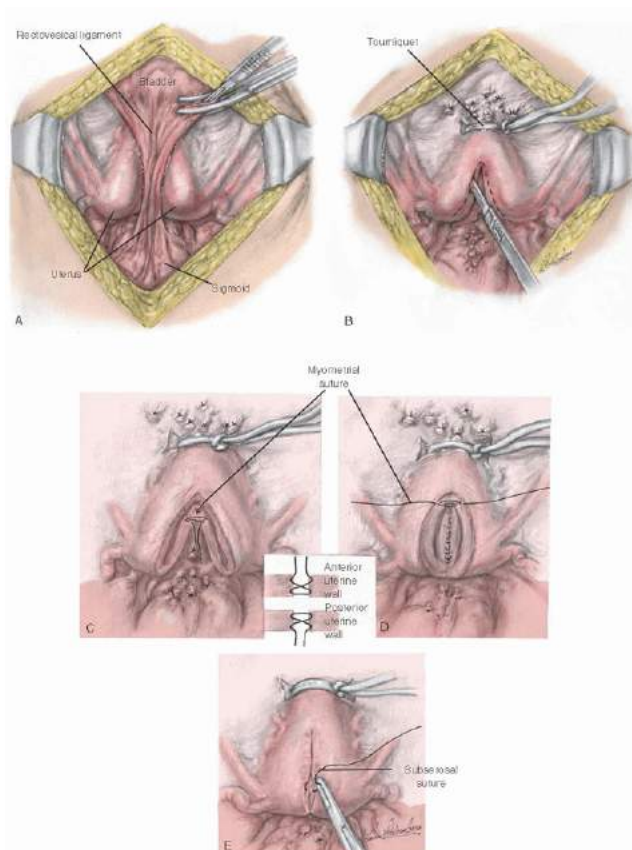 Rectovesical ligament
Bladder
Uterus
Sigmoid
A
Tourniquet
B
Myometrial
suture
C
Anterior
uterine
wall
Posterior
uterine
wall
D
Subserosal
suture
E